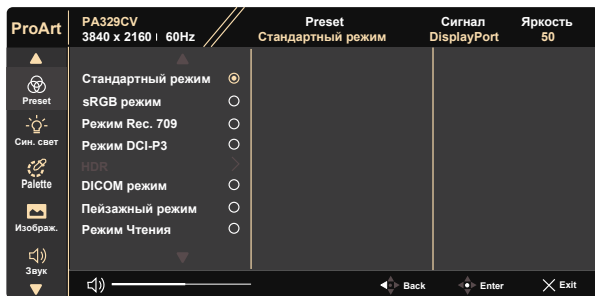 ProArt
PA329CV
3840 x 2160 60Hz
Preset
Стандартный режим
Сигнал
DisplayPort
Яркость
50
Preset
Син. свет
Palette
Изображ.
Звук
Стандартный режим
sRGB режим
Режим Rec. 709
Режим DCI-P3
HDR
DICOM режим
Пейзажный режим
Режим Чтения
Back
Enter
Exit